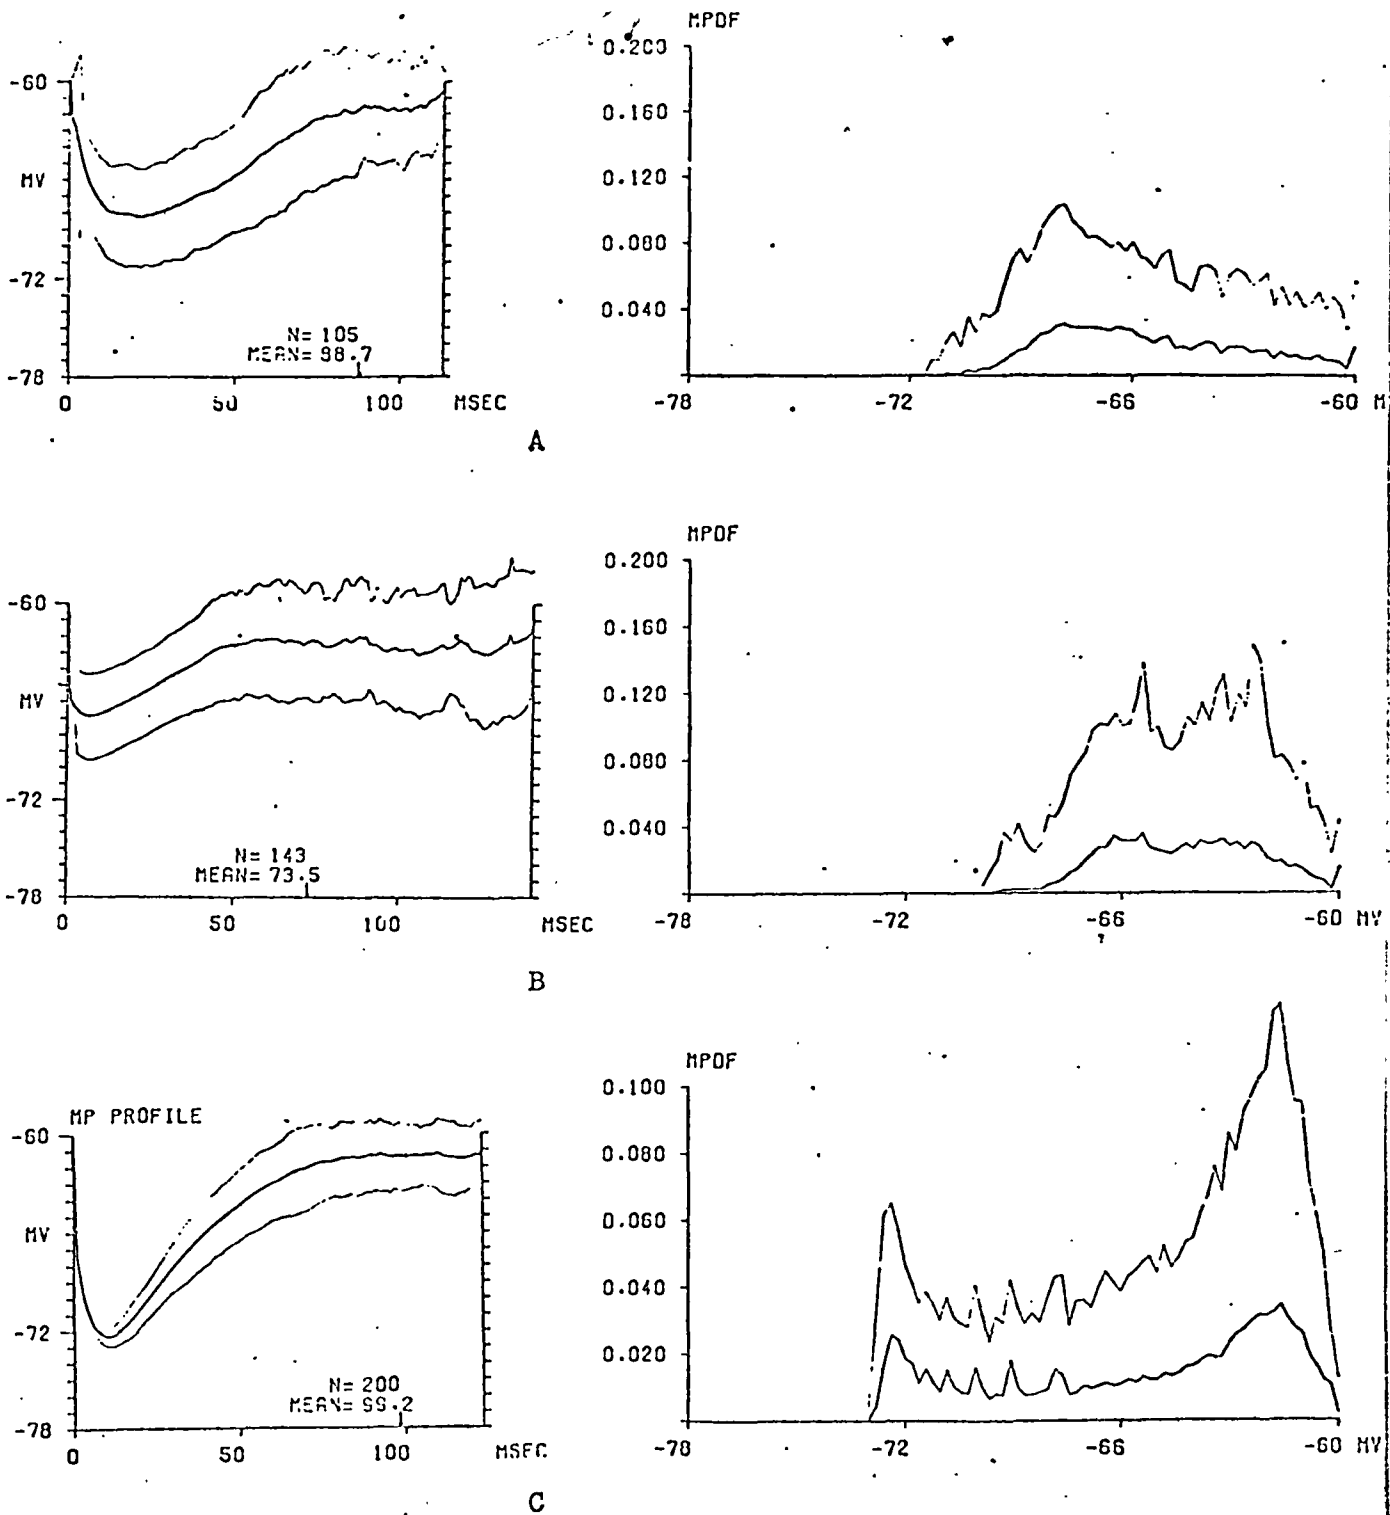 MPDF
0.200
0.160
0.120
0.080
0.040
-78 -72 -66 -60 M
-60
MV
-72
-78
N= 105
MEAN= 98.7
0 50 100 MSEC
A
MPDF
0.200
0.160
0.120
0.080
0.040
-78 -72 -66 -60 MV
-60
MV
-72
-78
N= 143
MEAN= 73.5
0 50 100 MSEC
B
MPDF
0.100
0.080
0.060
0.040
0.020
-78 -72 -66 -60 MV
MP PROFILE
-60
MV
-72
-78
N= 200
MEAN= 99.2
0 50 100 MSEC
C